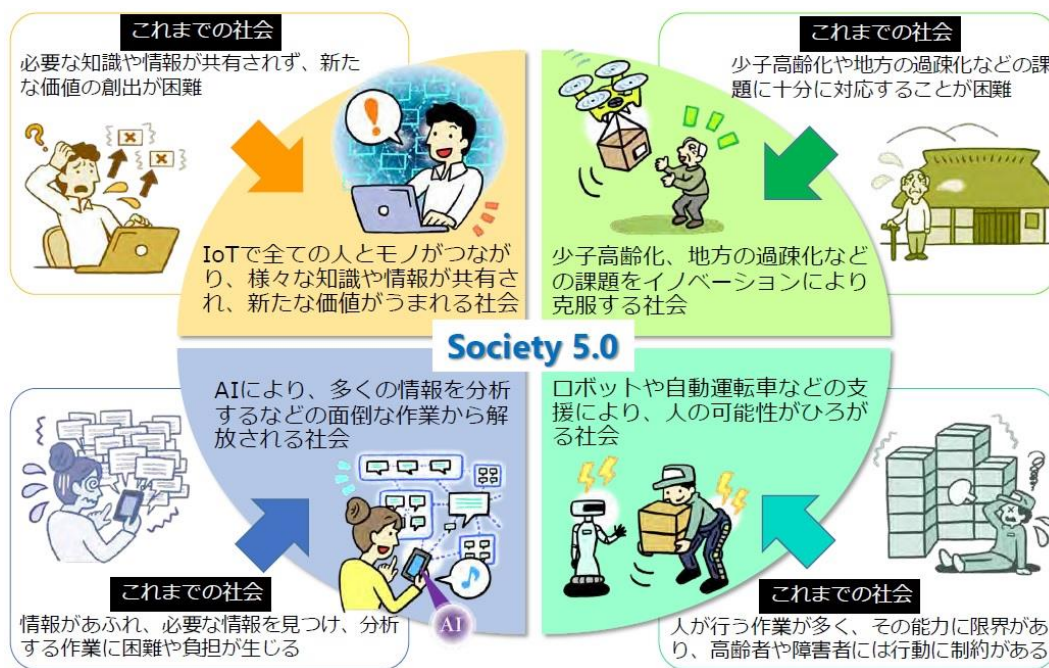 これまでの社会
必要な知識や情報が共有されず、新た
な価値の創出が困難
IoTで全ての人とモノがつなが
り、様々な知識や情報が共有さ
れ、新たな価値がうまれる社会
これまでの社会
少子高齢化や地方の過疎化などの課
題に十分に対応することが困難
少子高齢化、地方の過疎化など
の課題をイノベーションにより
克服する社会
Society 5.0
AIにより、多くの情報を分析
するなどの面倒な作業から解
放される社会
AI
これまでの社会
情報があふれ、必要な情報を見つけ、分析
する作業に困難や負担が生じる
ロボットや自動運転車などの支
援により、人の可能性がひろが
る社会
これまでの社会
人が行う作業が多く、その能力に限界があ
り、高齢者や障害者には行動に制約がある